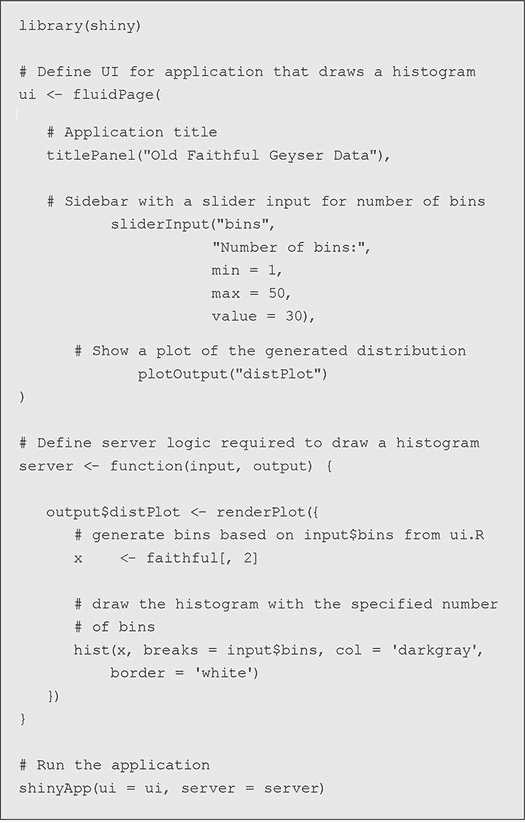 library(shiny)
# Define UI for application that draws a histogram
ui <- fluidPage(
# Application title
titlePanel("Old Faithful Geyser Data"),
# Sidebar with a slider input for number of bins
sliderInput("bins",
"Number of bins:",
min = 1,
max = 50,
value = 30),
# Show a plot of the generated distribution
plotOutput("distPlot")
)
# Define server logic required to draw a histogram
server <- function(input, output) {
output$distPlot <- renderPlot({
# generate bins based on input$bins from ui.R
x    <- faithful[, 2]
# draw the histogram with the specified number
# of bins
hist(x, breaks = input$bins, col = 'darkgray',
border = 'white')
})
}
# Run the application
shinyApp(ui = ui, server = server)